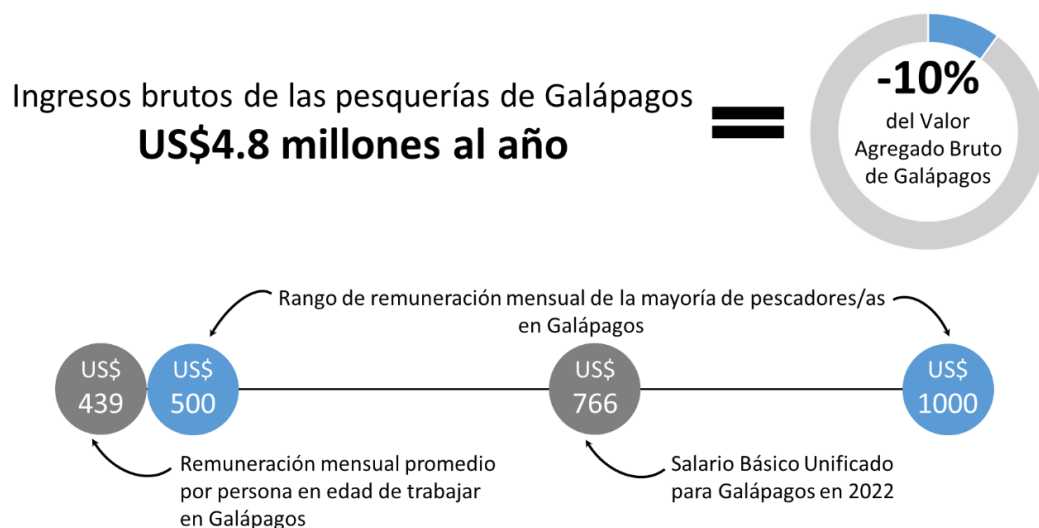 Ingresos brutos de las pesquerías de Galápagos
US$4.8 millones al año
-10%
del Valor
Agregado Bruto
de Galápagos
Rango de remuneración mensual de la mayoría de pescadores/as
en Galápagos
US$
439
US$
500
US$
766
US$
1000
Remuneración mensual promedio
por persona en edad de trabajar
en Galápagos
Salario Básico Unificado
para Galápagos en 2022